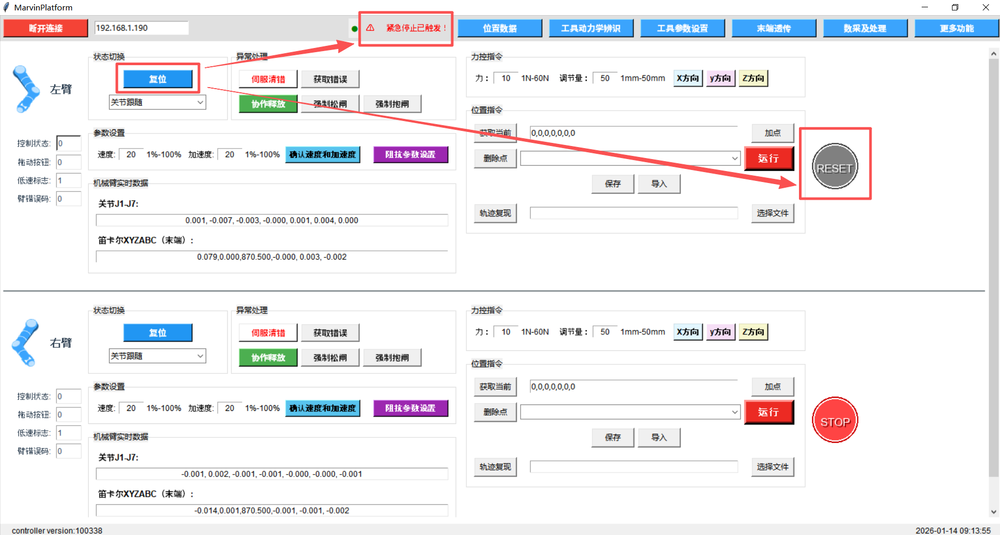 MarvinPlatform
断开连接 192.168.1.190 紧急停止已触发！ 位置数据 工具动力学辨识 工具参数设置 末端透传 数采及处理 更多功能
左臂
状态切换
复位
关节跟随
异常处理
伺服清错 获取错误
协作释放 强制松闸 强制抱闸
控制状态: 0
拖动按钮: 0
低速标志: 1
臂错误码: 0
参数设置
速度: 20 1%-100% 加速度: 20 1%-100% 确认速度和加速度 阻抗参数设置
机械臂实时数据
关节J1-J7:
0.001, -0.007, -0.003, -0.000, 0.001, 0.004, 0.000
笛卡尔XYZABC（末端）:
0.079,0.000,870.500,-0.000, 0.003, -0.002
力控指令
力： 10 1N-60N 调节量： 50 1mm-50mm X方向 y方向 Z方向
位置指令
获取当前 0,0,0,0,0,0,0 加点
删除点 运行
保存 导入
轨迹复现 选择文件
RESET
右臂
状态切换
复位
关节跟随
异常处理
伺服清错 获取错误
协作释放 强制松闸 强制抱闸
控制状态: 0
拖动按钮: 0
低速标志: 1
臂错误码: 0
参数设置
速度: 20 1%-100% 加速度: 20 1%-100% 确认速度和加速度 阻抗参数设置
机械臂实时数据
关节J1-J7:
-0.001, 0.002, -0.001, -0.001, -0.000, -0.000, -0.001
笛卡尔XYZABC（末端）:
-0.014,0.001,870.500,-0.001, -0.001, -0.002
力控指令
力： 10 1N-60N 调节量： 50 1mm-50mm X方向 y方向 Z方向
位置指令
获取当前 0,0,0,0,0,0,0 加点
删除点 运行
保存 导入
轨迹复现 选择文件
STOP
controller version:100338 2026-01-14 09:13:55